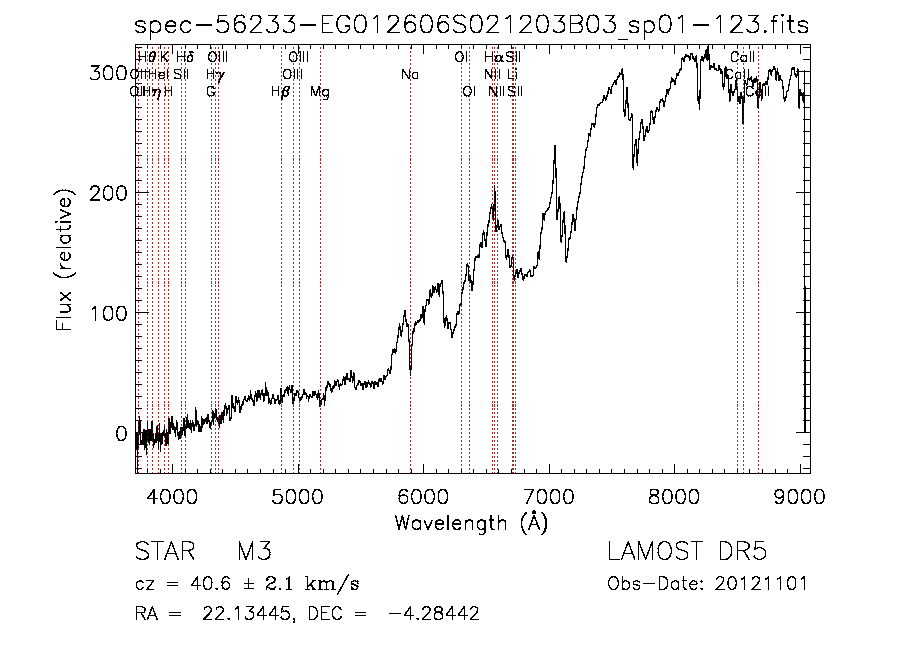 spec-56233-EG012606S021203B03_sp01-123.fits
Hθ K Hδ OIII OIII OI Hα SII CaII
OII HeI SII Hγ OIII Na NII Li CaII
OII Hη H G Hβ Mg OI NII SII CaII
300
200
100
0
Flux (relative)
4000 5000 6000 7000 8000 9000
Wavelength (Å)
STAR M3 LAMOST DR5
cz = 40.6 ± 2.1 km/s Obs-Date: 20121101
RA = 22.13445, DEC = -4.28442